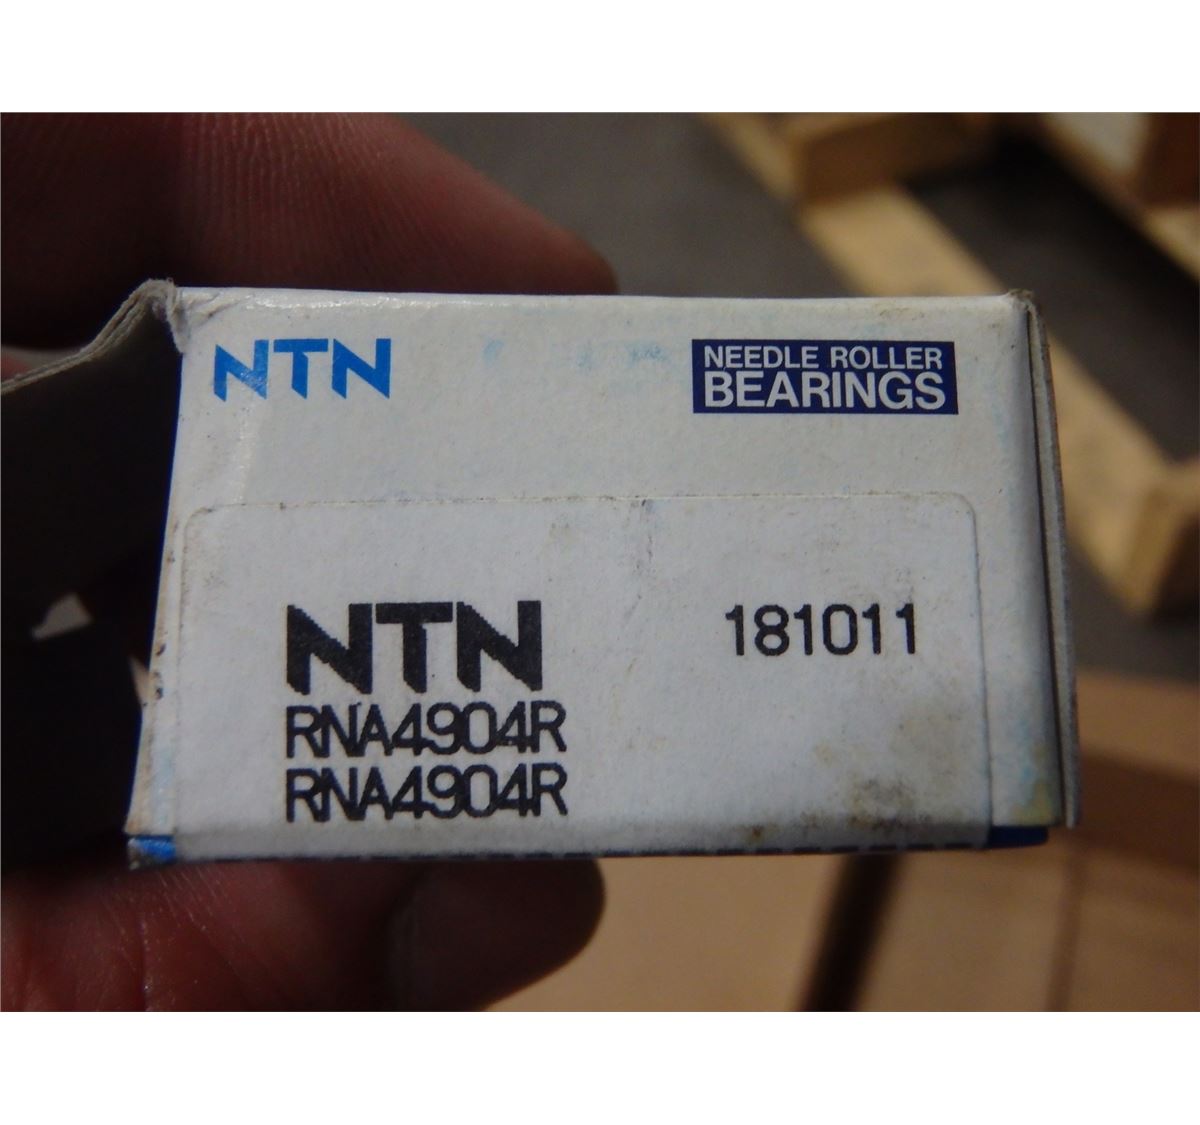 NTN
NEEDLE ROLLER
BEARINGS
NTN
181011
RNA4904R
RNA4904R